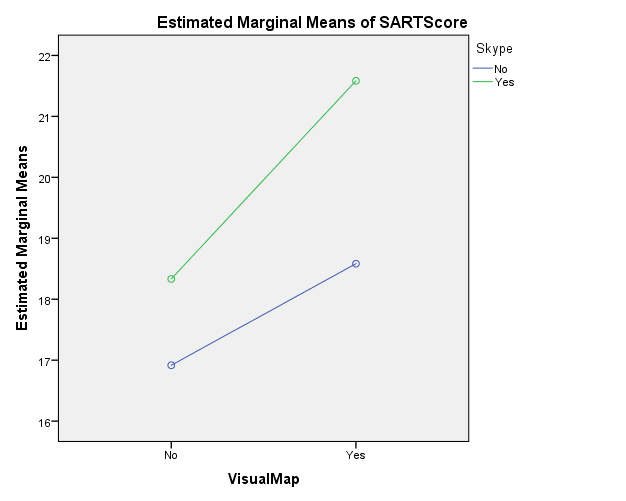 Estimated Marginal Means of SARTScore
Skype
No
Yes
Estimated Marginal Means
22
21
20
19
18
17
16
No
Yes
VisualMap